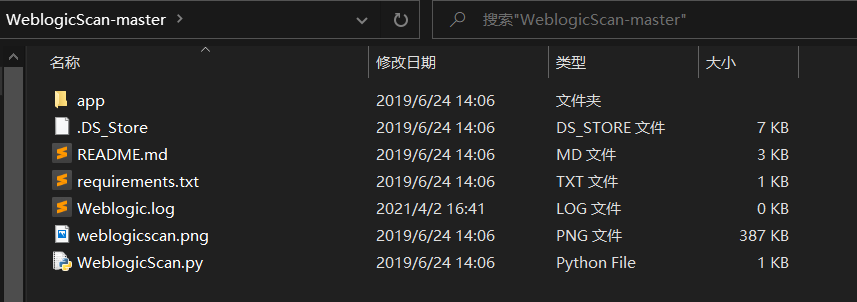 WeblogicScan-master
搜索"WeblogicScan-master"
名称 修改日期 类型 大小
app 2019/6/24 14:06 文件夹
.DS_Store 2019/6/24 14:06 DS_STORE 文件 7 KB
README.md 2019/6/24 14:06 MD 文件 3 KB
requirements.txt 2019/6/24 14:06 TXT 文件 1 KB
Weblogic.log 2021/4/2 16:41 LOG 文件 0 KB
weblogicscan.png 2019/6/24 14:06 PNG 文件 387 KB
WeblogicScan.py 2019/6/24 14:06 Python File 1 KB